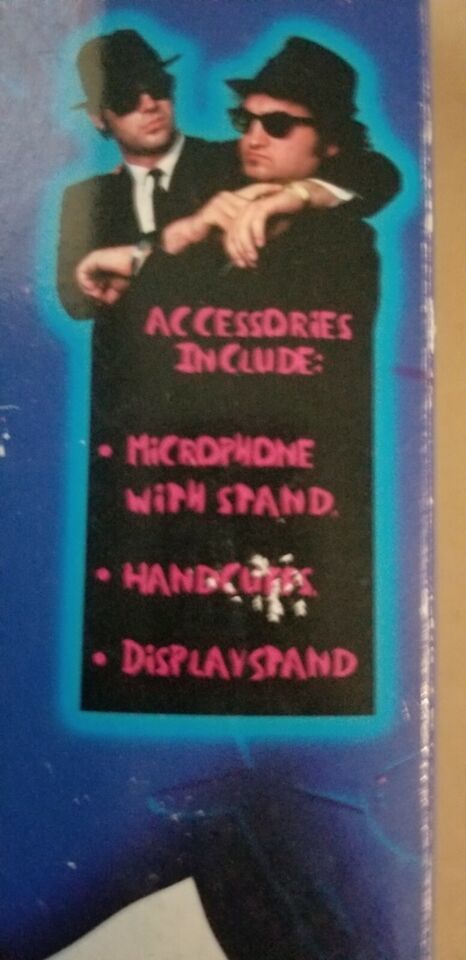 ACCESSORiES
INCLUDE:
• MiCROPHONE
WiTH STAND.
• HANDCUFFS.
• DiSPLAY STAND